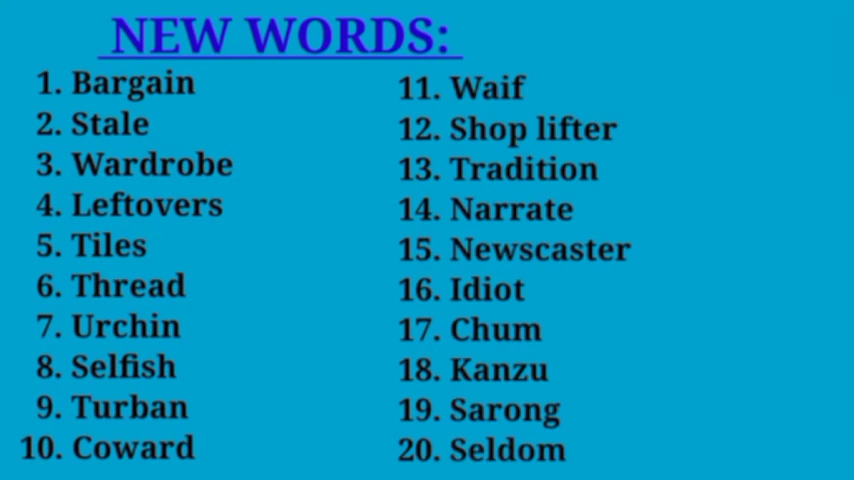 NEW WORDS:
1. Bargain
2. Stale
3. Wardrobe
4. Leftovers
5. Tiles
6. Thread
7. Urchin
8. Selfish
9. Turban
10. Coward
11. Waif
12. Shop lifter
13. Tradition
14. Narrate
15. Newscaster
16. Idiot
17. Chum
18. Kanzu
19. Sarong
20. Seldom